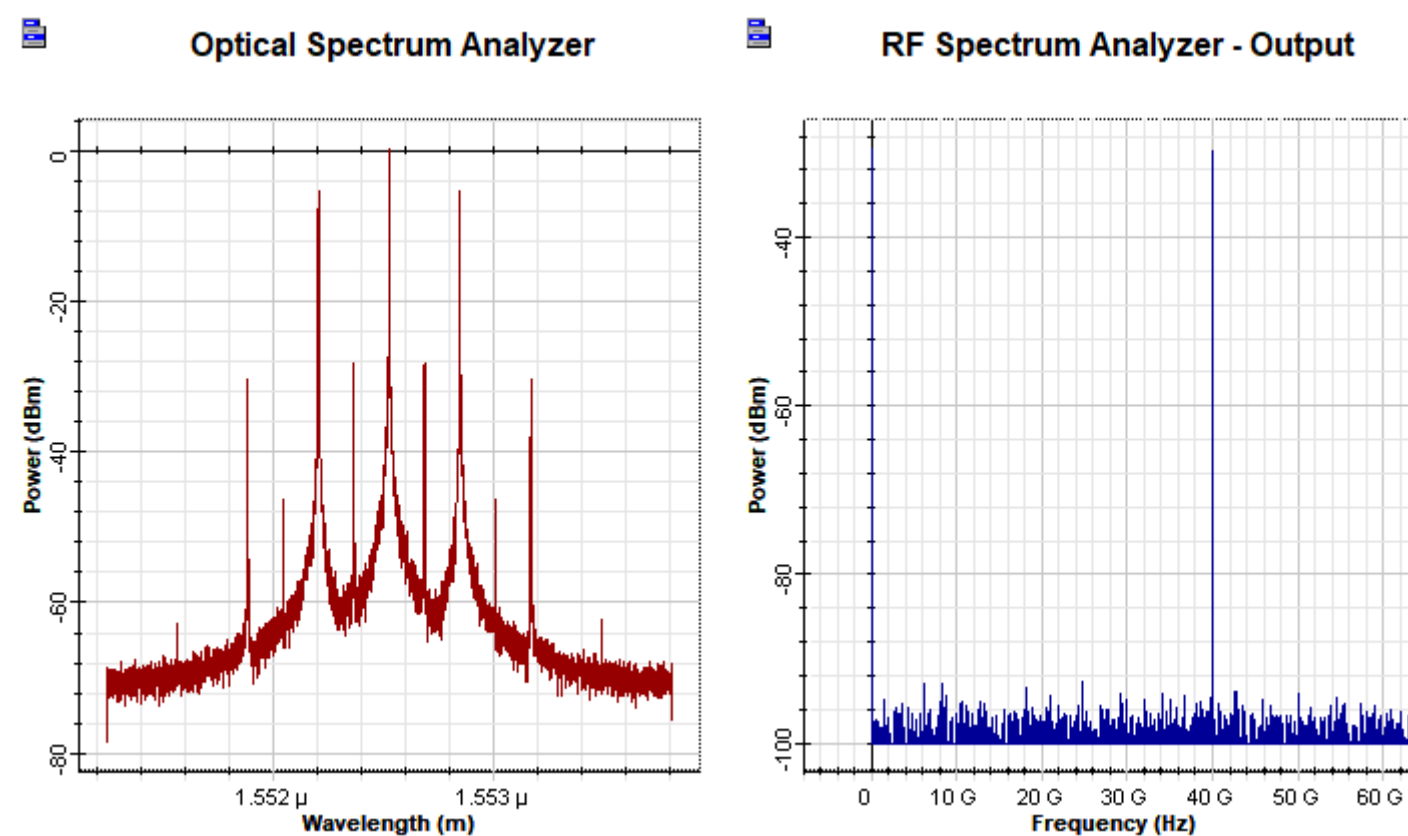 Optical Spectrum Analyzer
Power (dBm)
0
-20
-40
-60
-80
1.552 μ
1.553 μ
Wavelength (m)
RF Spectrum Analyzer - Output
Power (dBm)
-40
-60
-80
-100
0
10 G
20 G
30 G
40 G
50 G
60 G
Frequency (Hz)